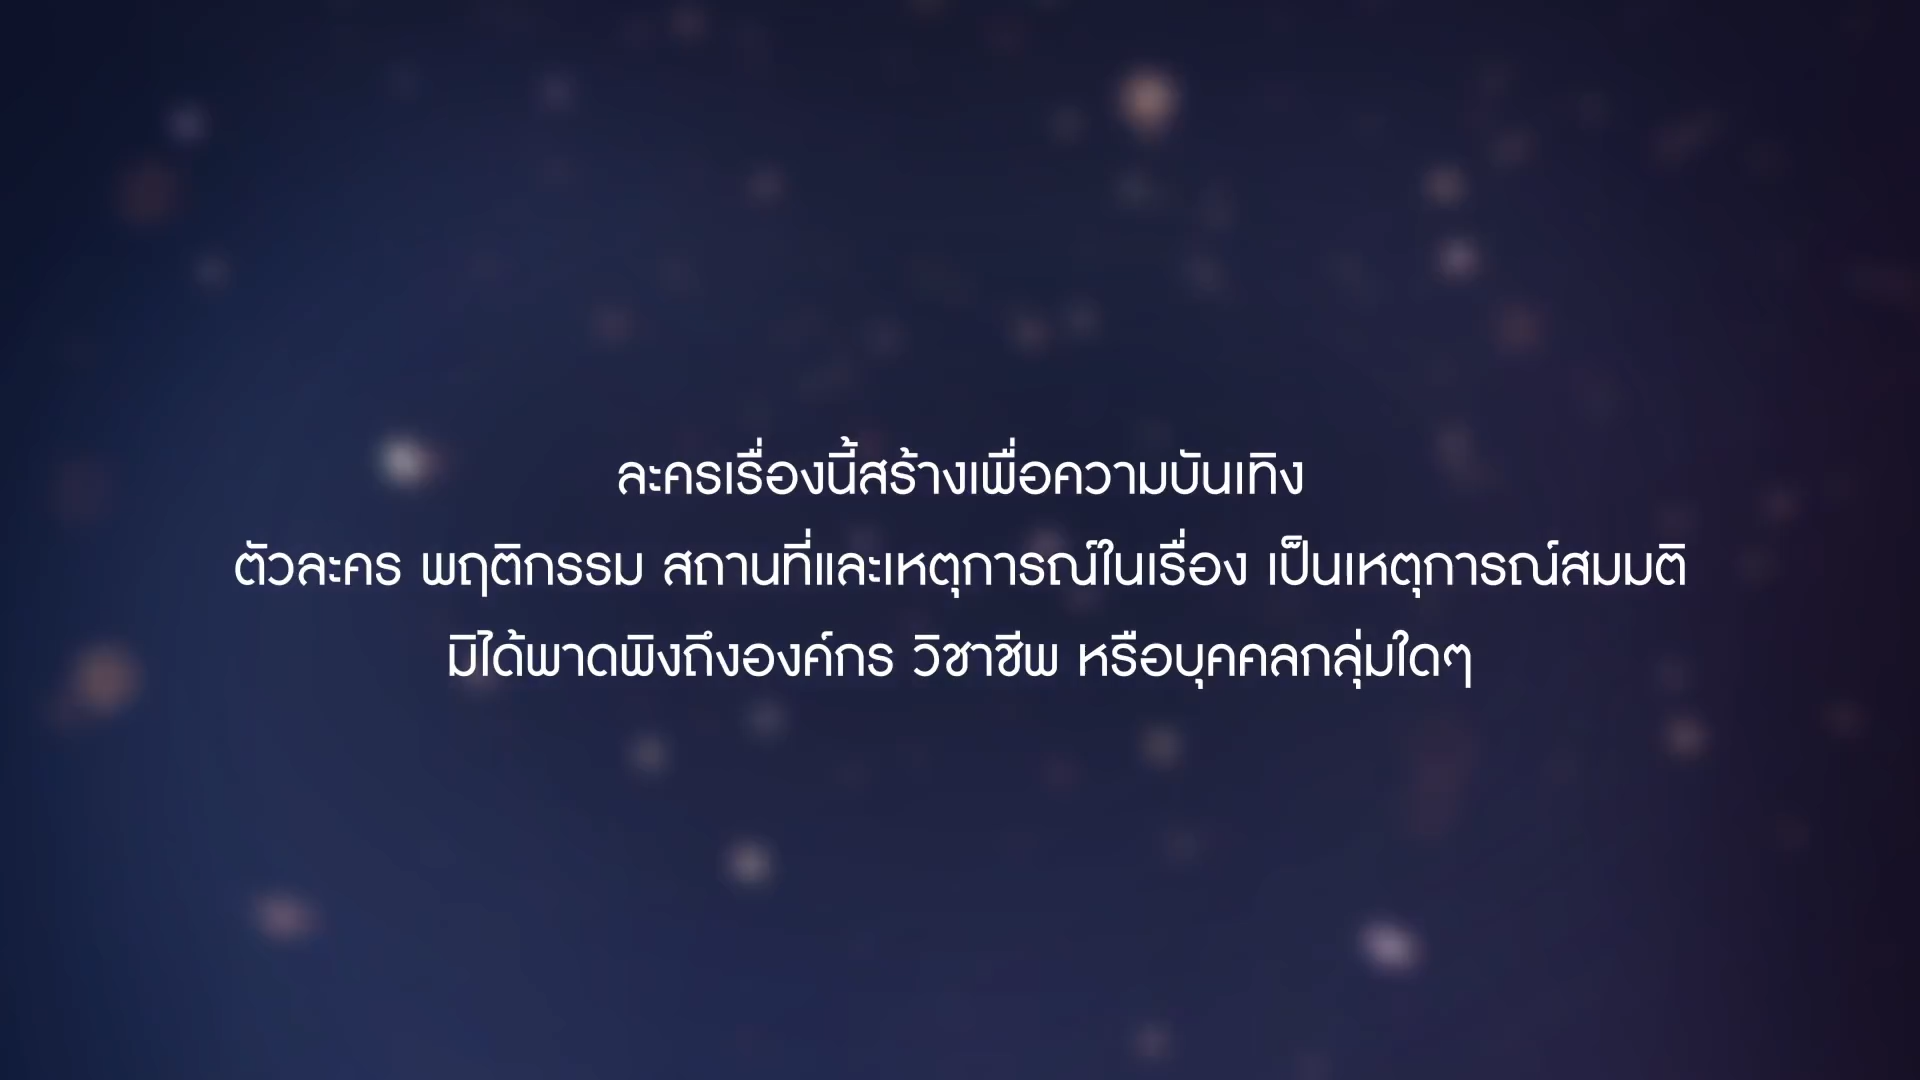 ละครเรื่องนี้สร้างเพื่อความบันเทิง
ตัวละคร พฤติกรรม สถานที่และเหตุการณ์ในเรื่อง เป็นเหตุการณ์สมมติ
มิได้พาดพิงถึงองค์กร วิชาชีพ หรือบุคคลกลุ่มใดๆ